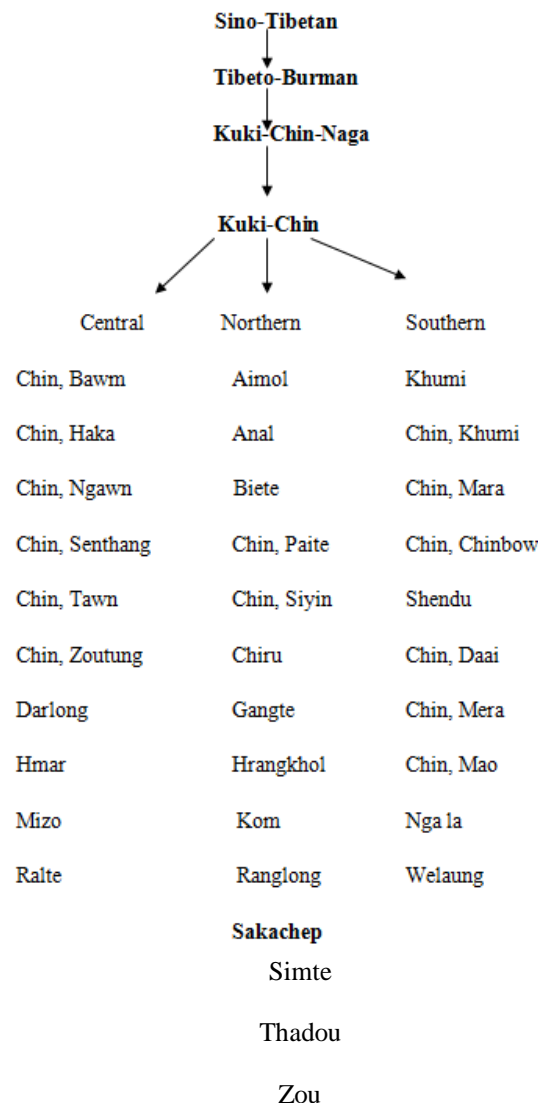 Sino-Tibetan
Tibeto-Burman
Kuki-Chin-Naga
Kuki-Chin
Central Northern Southern
Chin, Bawm Aimol Khumi
Chin, Haka Anal Chin, Khumi
Chin, Ngawn Biete Chin, Mara
Chin, Senthang Chin, Paite Chin, Chinbow
Chin, Tawn Chin, Siyin Shendu
Chin, Zoutung Chiru Chin, Daai
Darlong Gangte Chin, Mera
Hmar Hrangkhol Chin, Mao
Mizo Kom Nga la
Ralte Ranglong Welaung
Sakachep
Simte
Thadou
Zou